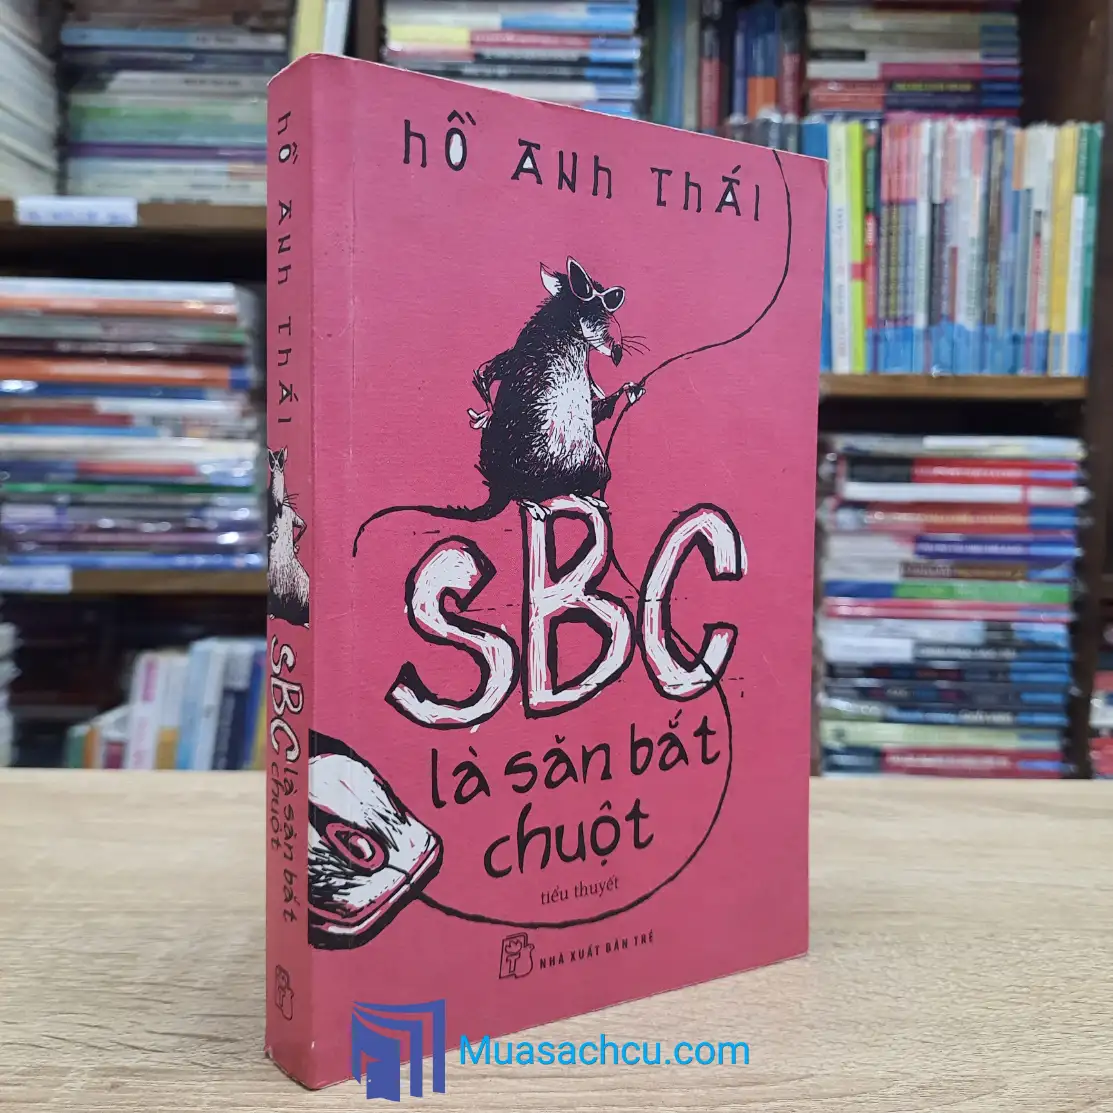 hồ anh thái
SBC
là săn bắt
chuột
tiểu thuyết
NHÀ XUẤT BẢN TRẺ
hồ anh thái
SBC
là săn bắt
chuột
Muasachcu.com